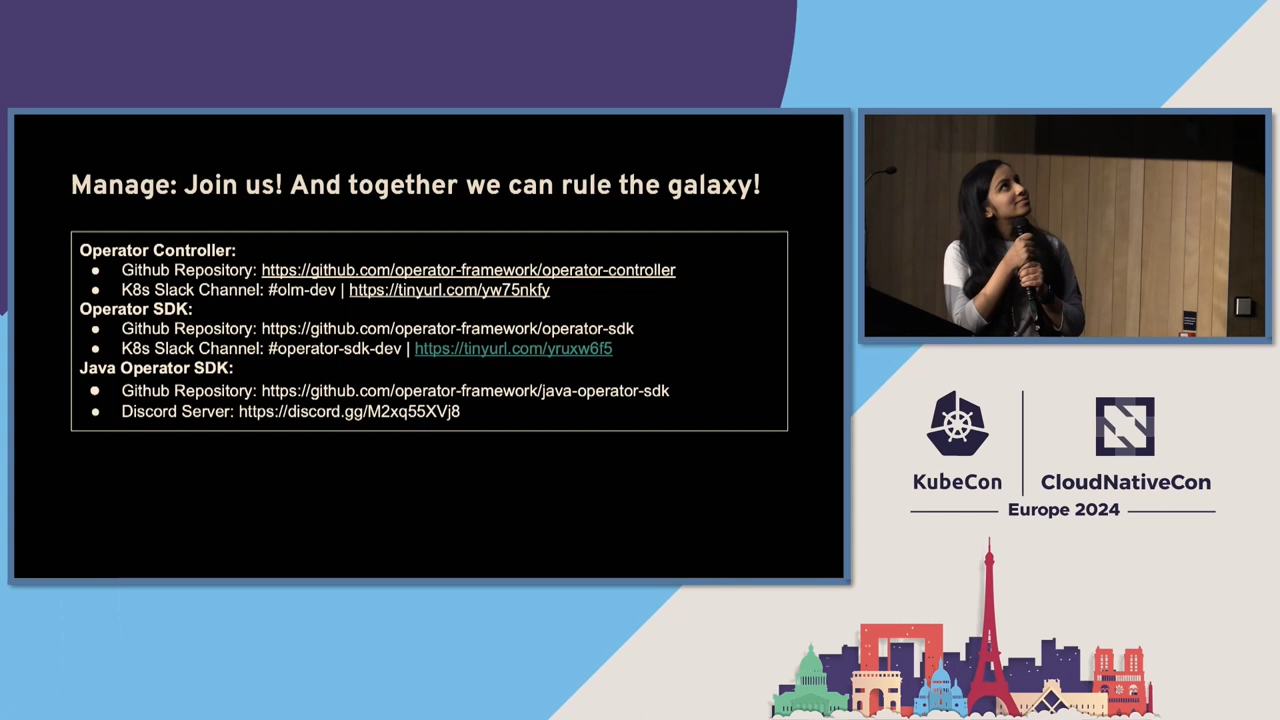 Manage: Join us! And together we can rule the galaxy!
Operator Controller:
● Github Repository: https://github.com/operator-framework/operator-controller
● K8s Slack Channel: #olm-dev | https://tinyurl.com/yw75nkfy
Operator SDK:
● Github Repository: https://github.com/operator-framework/operator-sdk
● K8s Slack Channel: #operator-sdk-dev | https://tinyurl.com/yruxw6f5
Java Operator SDK:
● Github Repository: https://github.com/operator-framework/java-operator-sdk
● Discord Server: https://discord.gg/M2xq55XVj8
KubeCon
CloudNativeCon
Europe 2024